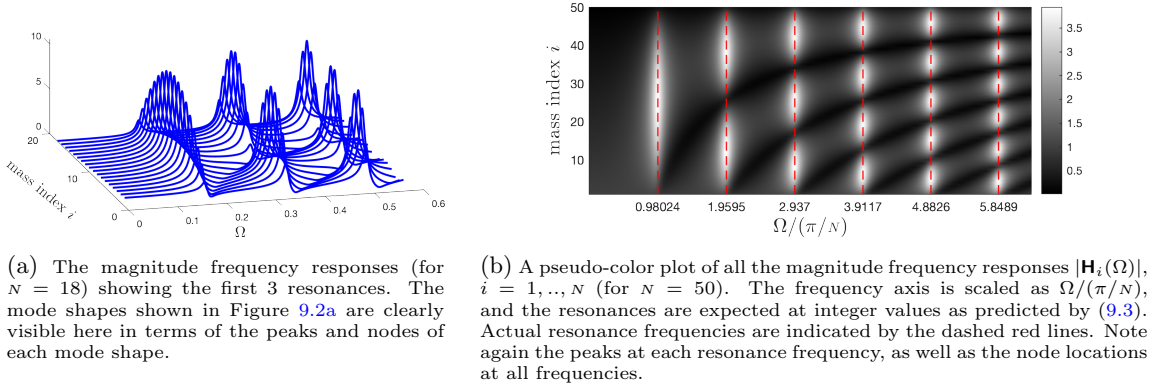 10
5
0
20
10
0
mass index i
0
0.1
0.2
0.3
0.4
0.5
0.6
Ω
(a) The magnitude frequency responses (for
N = 18) showing the first 3 resonances. The
mode shapes shown in Figure 9.2a are clearly
visible here in terms of the peaks and nodes of
each mode shape.
50
40
30
20
10
mass index i
0.98024 1.9595 2.937 3.9117 4.8826 5.8489
Ω/(π/N)
3.5
3
2.5
2
1.5
1
0.5
(b) A pseudo-color plot of all the magnitude frequency responses |H_i(Ω)|,
i = 1,.., N (for N = 50). The frequency axis is scaled as Ω/(π/N),
and the resonances are expected at integer values as predicted by (9.3).
Actual resonance frequencies are indicated by the dashed red lines. Note
again the peaks at each resonance frequency, as well as the node locations
at all frequencies.